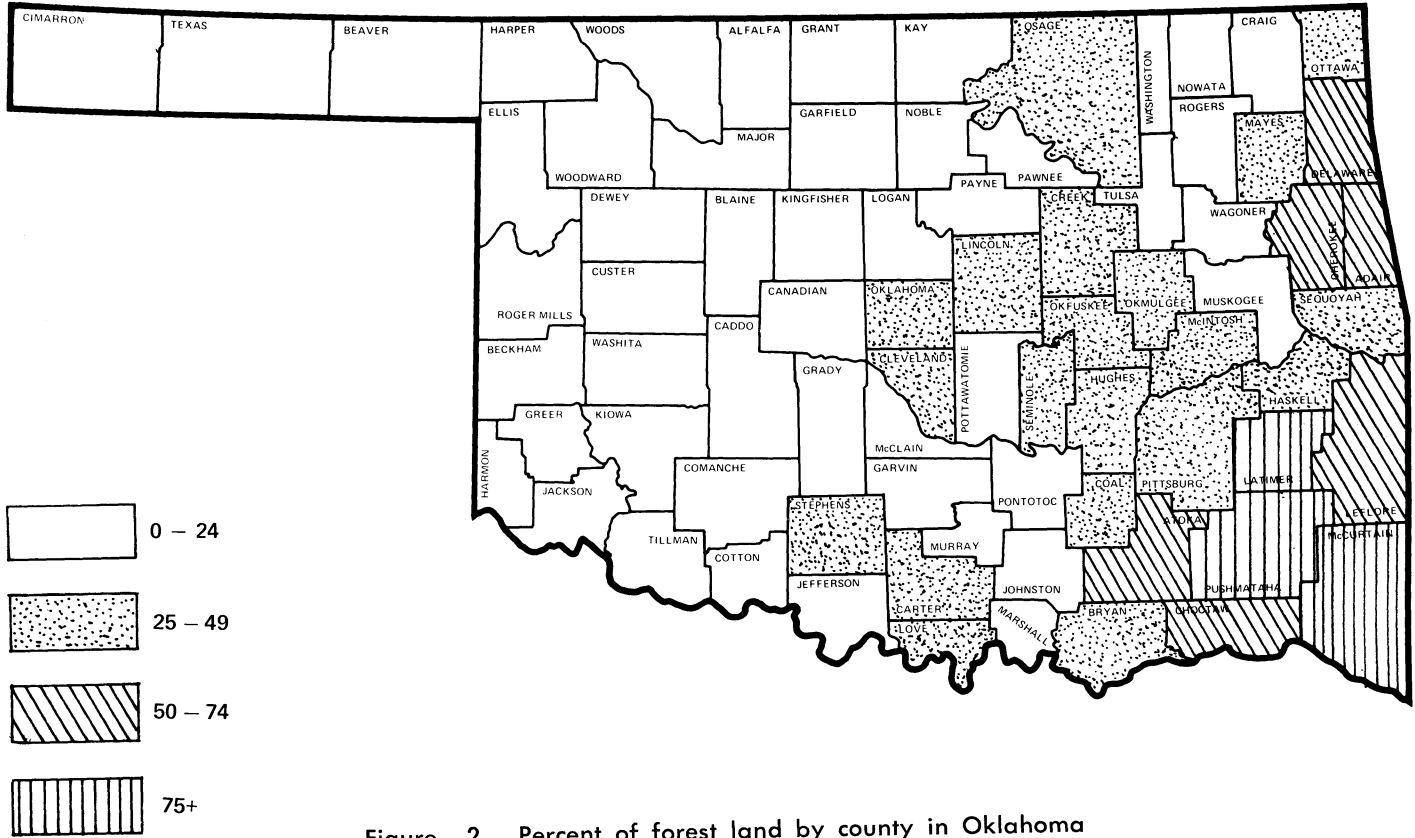 CIMARRON TEXAS BEAVER HARPER WOODS ALFALFA GRANT KAY OSAGE WASHINGTON NOWATA CRAIG OTTAWA
ELLIS WOODWARD MAJOR GARFIELD NOBLE PAWNEE ROGERS MAYES DELAWARE
DEWEY BLAINE KINGFISHER LOGAN PAYNE CREEK TULSA WAGONER CHEROKEE ADAIR
ROGER MILLS CUSTER CANADIAN OKLAHOMA LINCOLN OKFUSKEE OKMULGEE MUSKOGEE SEQUOYAH
BECKHAM WASHITA CADDO GRADY CLEVELAND POTTAWATOMIE SEMINOLE HUGHES McINTOSH HASKELL
HARMON GREER KIOWA COMANCHE McCLAIN GARVIN PONTOTOC COAL PITTSBURG LATIMER LEFLORE
JACKSON TILLMAN COTTON STEPHENS MURRAY JOHNSTON ATOKA PUSHMATAHA McCURTAIN
JEFFERSON CARTER LOVE MARSHALL BRYAN CHOCTAW
0 – 24
25 – 49
50 – 74
75+
Figure 2. Percent of forest land by county in Oklahoma